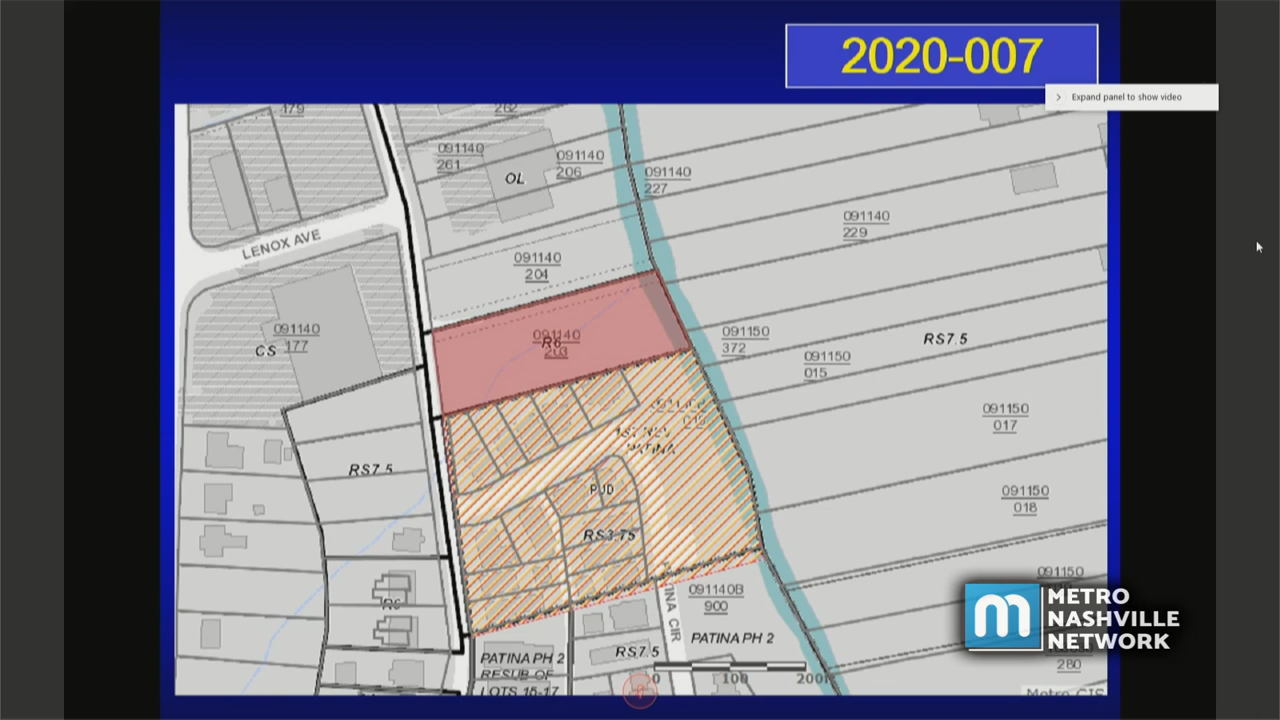 2020-007
Expand panel to show video
179
262
091140
261
091140
206
OL
091140
227
091140
229
LENOX AVE
091140
204
091140
177
CS
091140
203
R6
091150
372
091150
015
RS7.5
091150
017
RS7.5
PATINA
PUD
RS3.75
091150
018
091150
R6
091140B
900
CIR
PATINA PH 2
RS7.5
PATINA PH 2
RESUB OF
LOTS 15-17
0 100 200
280
METRO
NASHVILLE
NETWORK
Metro GIS